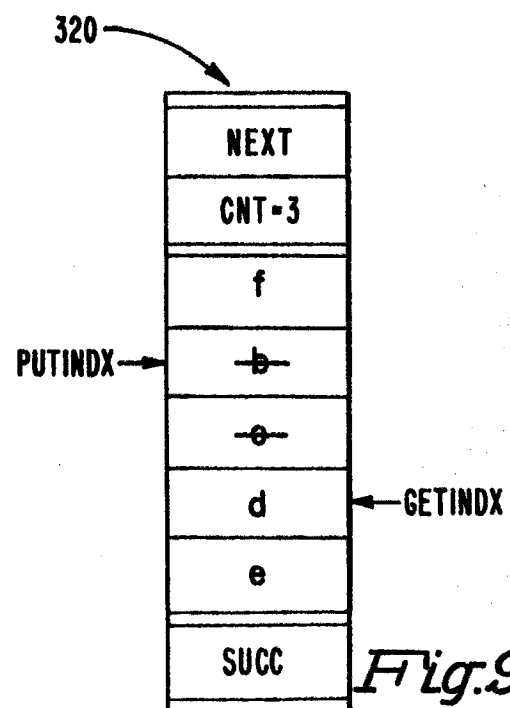 320
NEXT
CNT=3
f
PUTINDX
b
c
d
GETINDX
e
SUCC
Fig.9